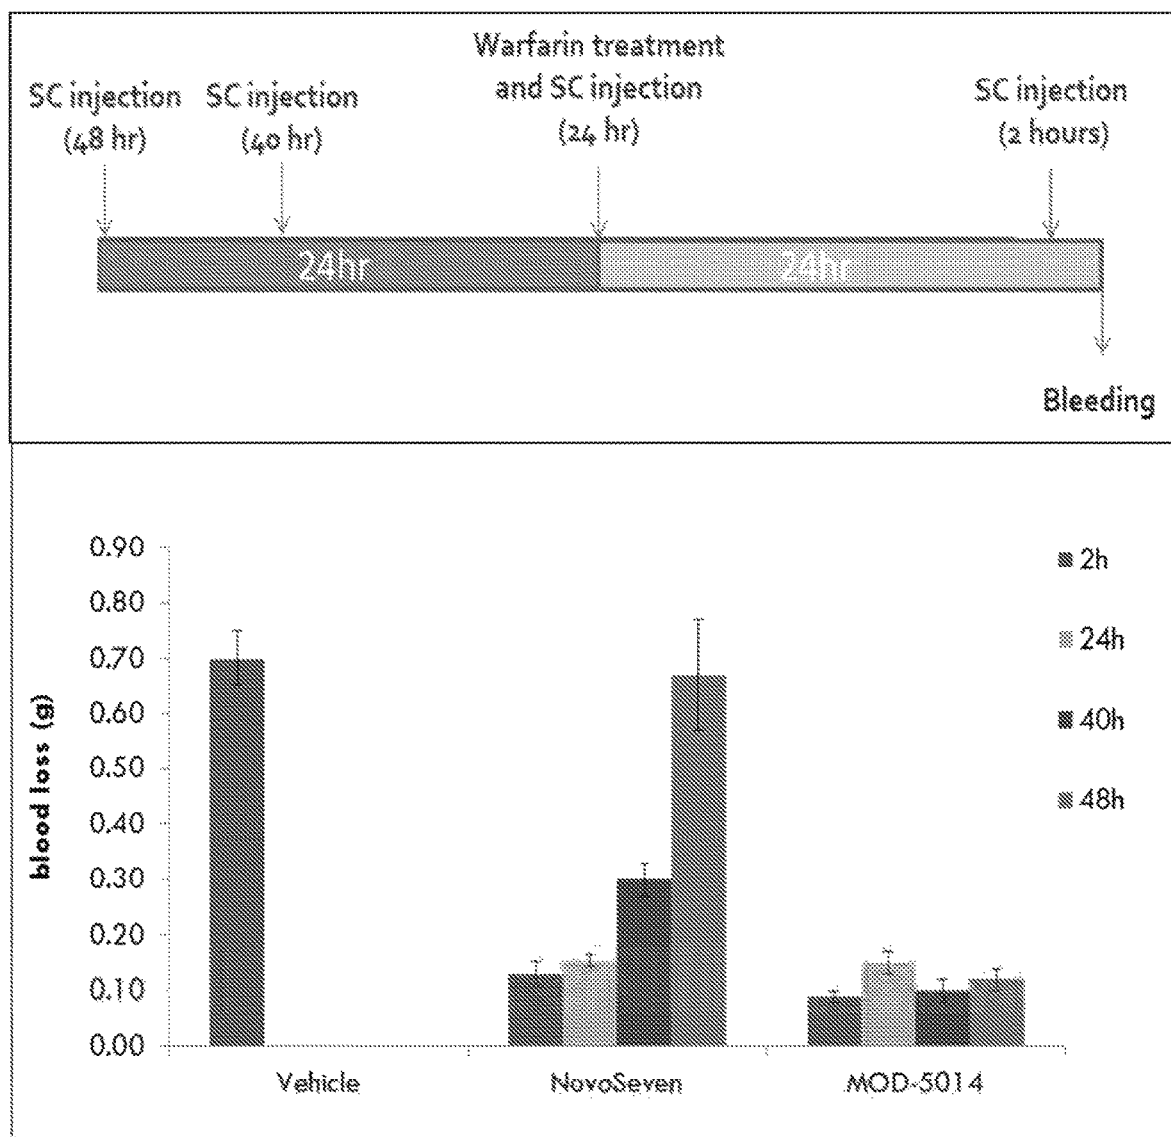 Warfarin treatment
and SC injection
(24 hr)
SC injection
(48 hr)
SC injection
(40 hr)
SC injection
(2 hours)
24hr
24hr
Bleeding
0.90
0.80
0.70
0.60
0.50
0.40
0.30
0.20
0.10
0.00
blood loss (g)
2h
24h
40h
48h
Vehicle
NovoSeven
MOD-5014